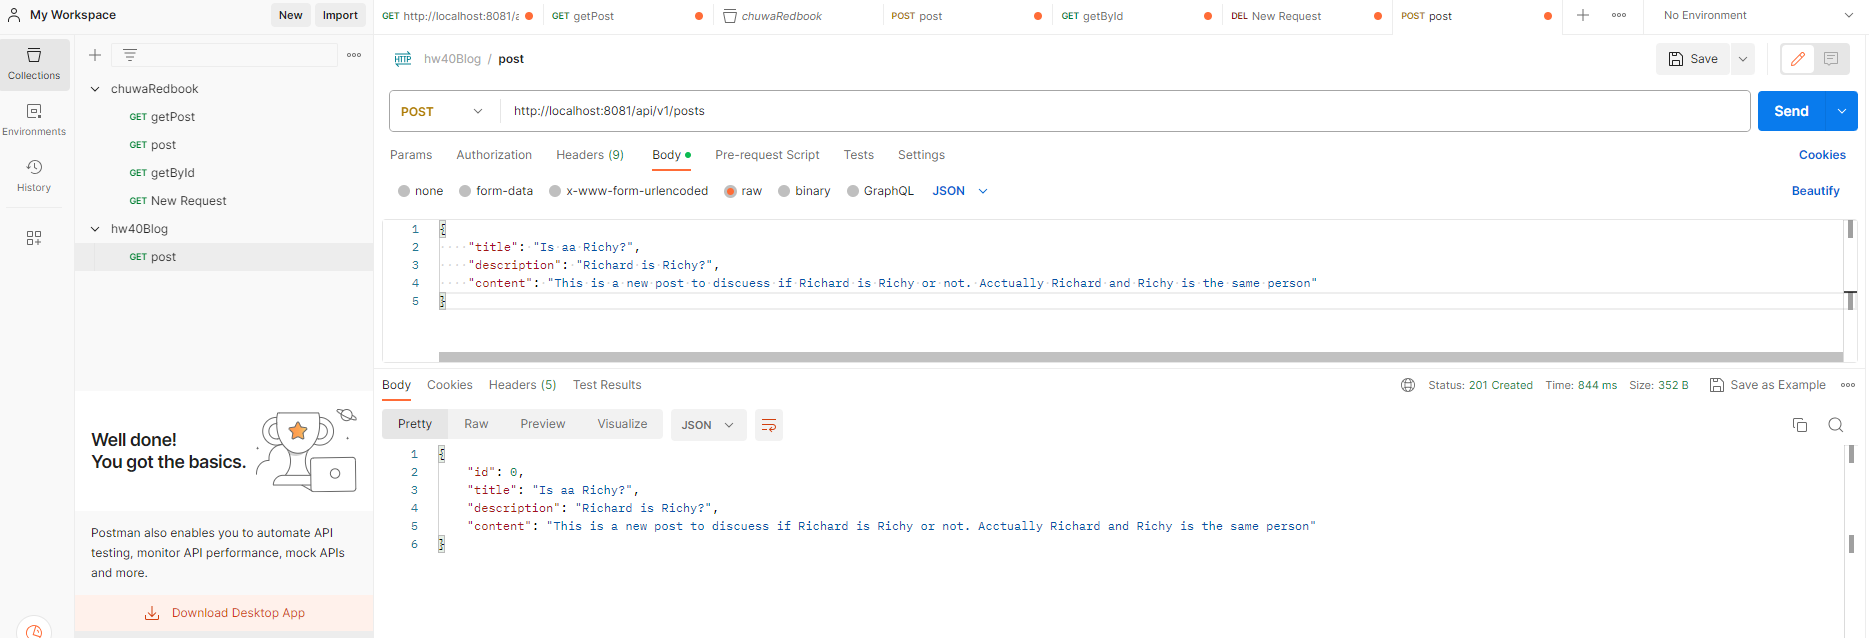 My Workspace
New
Import
GET http://localhost:8081/a
GET getPost
chuwaRedbook
POST post
GET getById
DEL New Request
POST post
No Environment
Collections
Environments
History
chuwaRedbook
GET getPost
GET post
GET getById
GET New Request
hw40Blog
GET post
Well done!
You got the basics.
Postman also enables you to automate API
testing, monitor API performance, mock APIs
and more.
Download Desktop App
HTTP hw40Blog / post
Save
POST
http://localhost:8081/api/v1/posts
Send
Params Authorization Headers (9) Body Pre-request Script Tests Settings
Cookies
none form-data x-www-form-urlencoded raw binary GraphQL JSON
Beautify
1 {
2 "title": "Is aa Richy?",
3 "description": "Richard is Richy?",
4 "content": "This is a new post to discuess if Richard is Richy or not. Acctually Richard and Richy is the same person"
5 }
Body Cookies Headers (5) Test Results
Status: 201 Created Time: 844 ms Size: 352 B
Save as Example
Pretty Raw Preview Visualize JSON
1 {
2 "id": 0,
3 "title": "Is aa Richy?",
4 "description": "Richard is Richy?",
5 "content": "This is a new post to discuess if Richard is Richy or not. Acctually Richard and Richy is the same person"
6 }